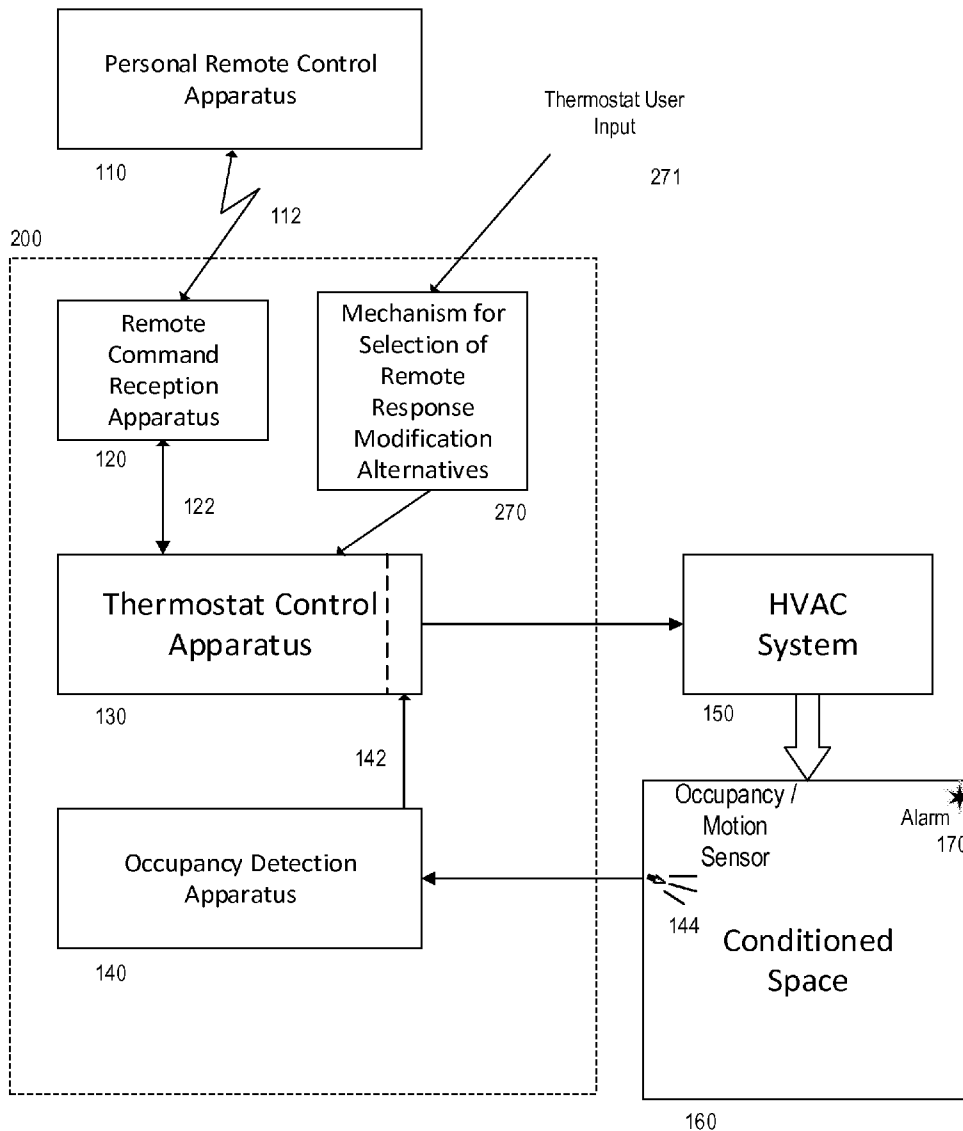 Personal Remote Control
Apparatus
110
Thermostat User
Input
271
112
200
Remote
Command
Reception
Apparatus
120
Mechanism for
Selection of
Remote
Response
Modification
Alternatives
270
122
Thermostat Control
Apparatus
130
HVAC
System
150
142
Occupancy Detection
Apparatus
140
Occupancy /
Motion
Sensor
144
Alarm
170
Conditioned
Space
160